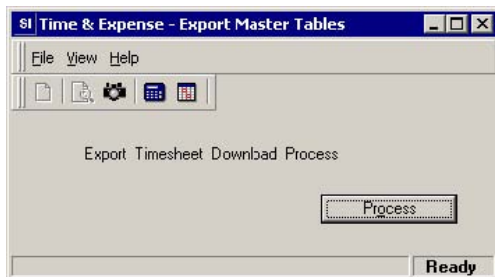 SI Time & Expense - Export Master Tables
File View Help
Export Timesheet Download Process
Process
Ready